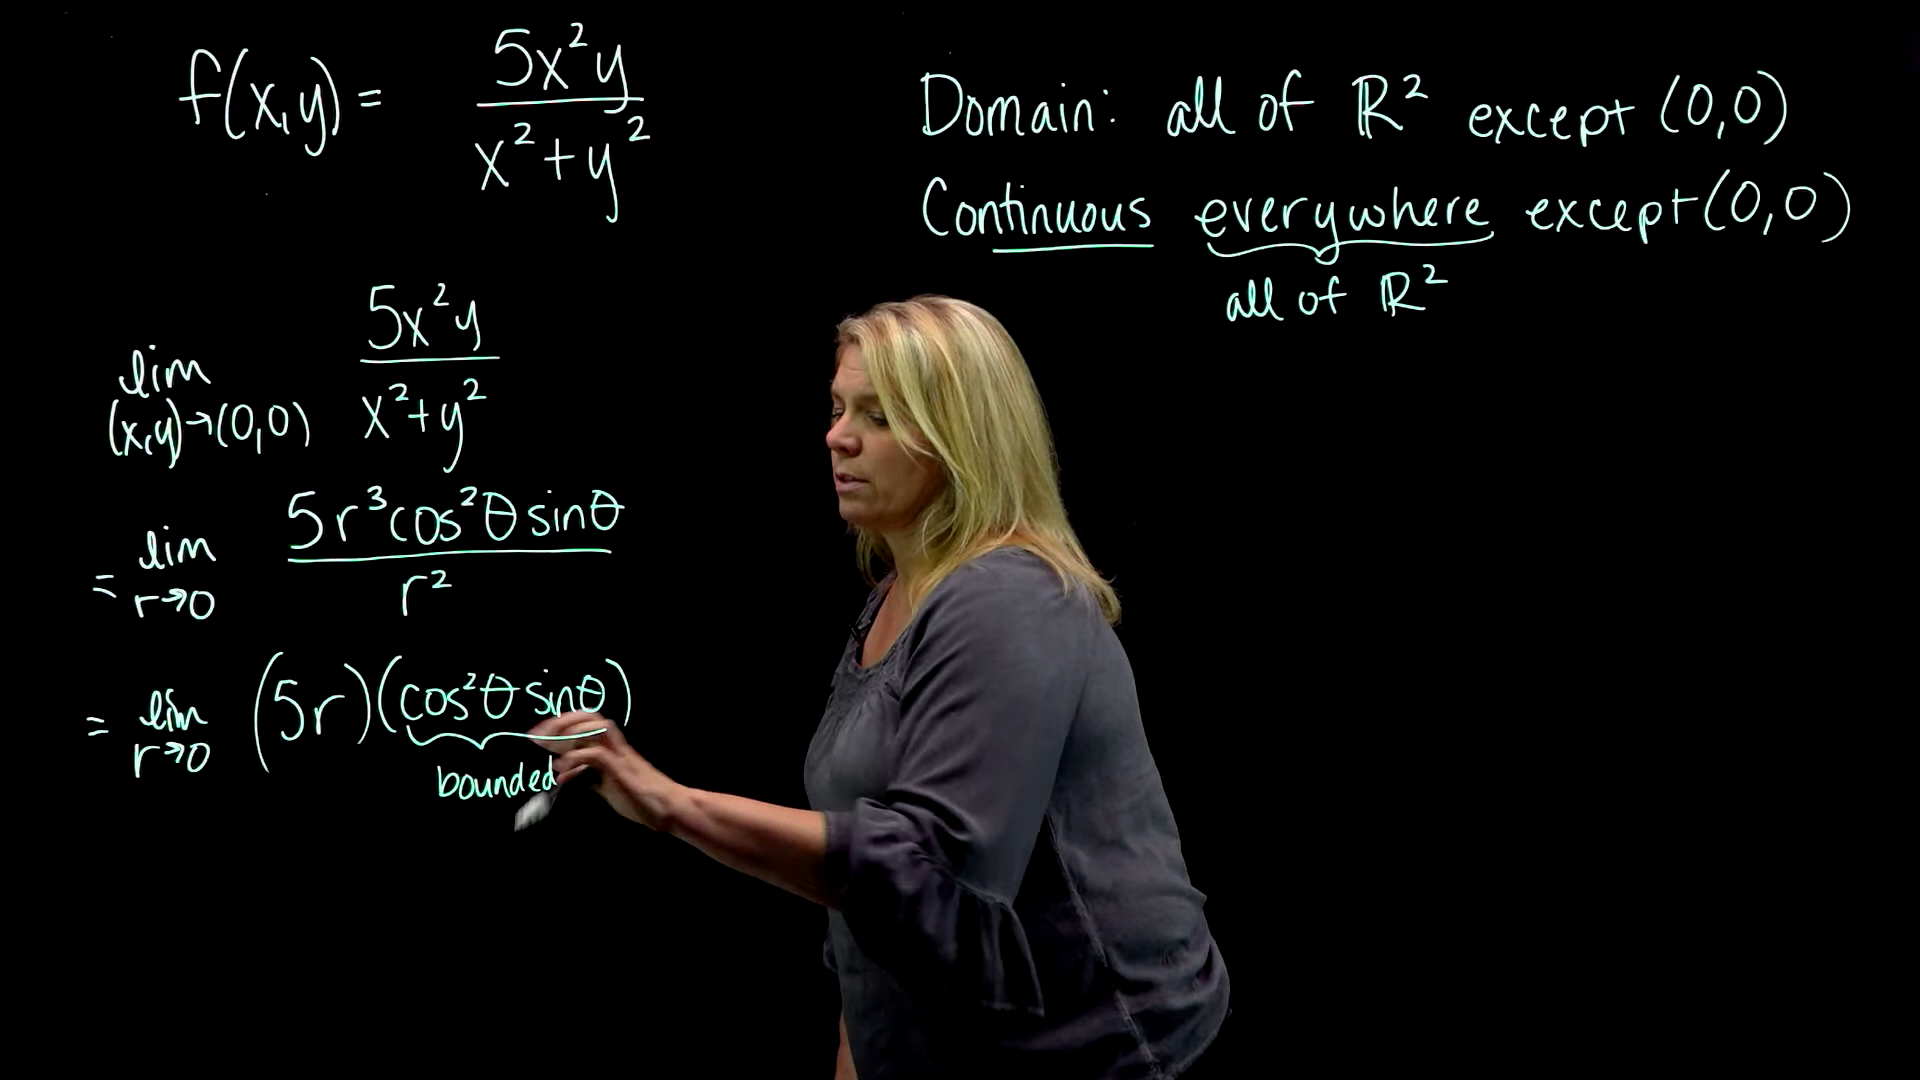 f(x,y) = 5x²y / x²+y²
Domain: all of ℝ² except (0,0)
Continuous everywhere except (0,0)
all of ℝ²
lim (x,y)→(0,0) 5x²y / x²+y²
= lim r→0 5r³cos²θ sinθ / r²
= lim r→0 (5r)(cos²θ sinθ)
bounded